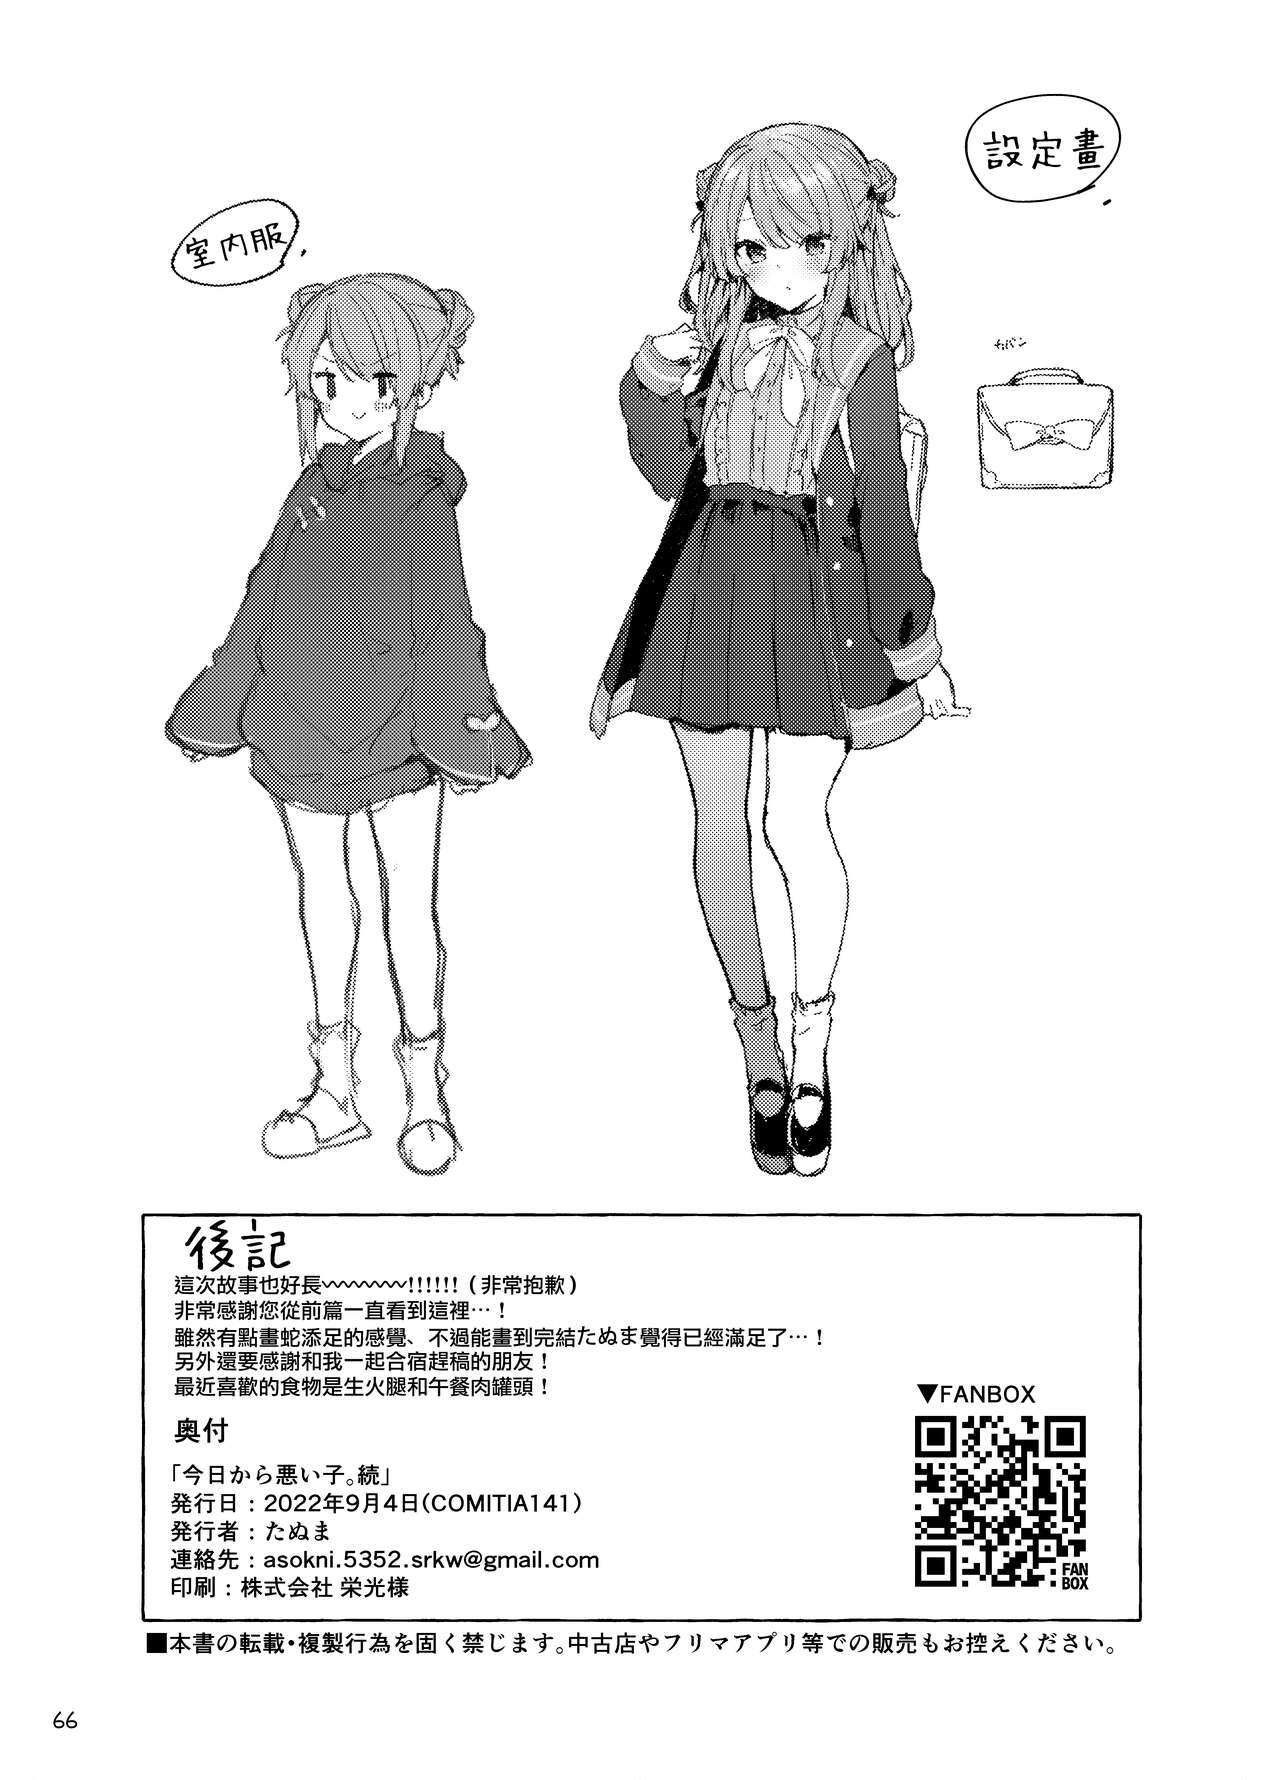 設定畫
室内服
カバン
後記
這次故事也好長〰〰〰〰!!!!!!（非常抱歉）
非常感謝您從前篇一直看到這裡…！
雖然有點畫蛇添足的感覺、不過能畫到完結たぬま覺得已經滿足了…！
另外還要感謝和我一起合宿趕稿的朋友！
最近喜歡的食物是生火腿和午餐肉罐頭！
▼FANBOX
奥付
「今日から悪い子。続」
発行日：2022年9月4日(COMITIA141)
発行者：たぬま
連絡先：asokni.5352.srkw@gmail.com
印刷：株式会社 栄光様
FAN
BOX
■本書の転載・複製行為を固く禁じます。中古店やフリマアプリ等での販売もお控えください。
66